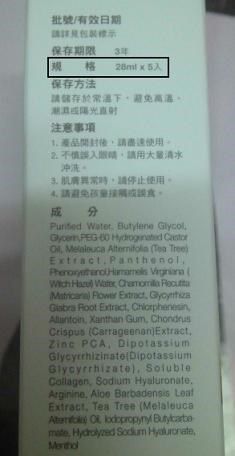 批號/有效日期
請詳見包裝標示
保存期限 3年
規 格 28ml x 5入
保存方法
請儲存於常溫下，避免高溫、
潮濕或陽光直射
注意事項
1. 產品開封後，請盡速使用。
2. 不慎誤入眼睛，請用大量清水
沖洗。
3. 肌膚異常時，請停止使用。
4. 請避免孩童接觸或誤食。
成 分
Purified Water, Butylene Glycol,
Glycerin,PEG-60 Hydrogenated Castor
Oil, Melaleuca Alternifolia (Tea Tree)
Extract, Panthenol,
Phenoxyethanol,Hamamelis Virginiana (
Witch Hazel) Water, Chamomilla Recutita
(Matricaria) Flower Extract, Glycyrrhiza
Glabra Root Extract, Chlorphenesin,
Allantoin, Xanthan Gum, Chondrus
Crispus (Carrageenan)Extract,
Zinc PCA, Dipotassium
Glycyrrhizinate(Dipotassium
Glycyrrhizate), Soluble
Collagen, Sodium Hyaluronate,
Arginine, Aloe Barbadensis Leaf
Extract, Tea Tree (Melaleuca
Alternifolia) Oil, Iodopropynyl Butylcarba-
mate, Hydrolyzed Sodium Hyaluronate,
Menthol